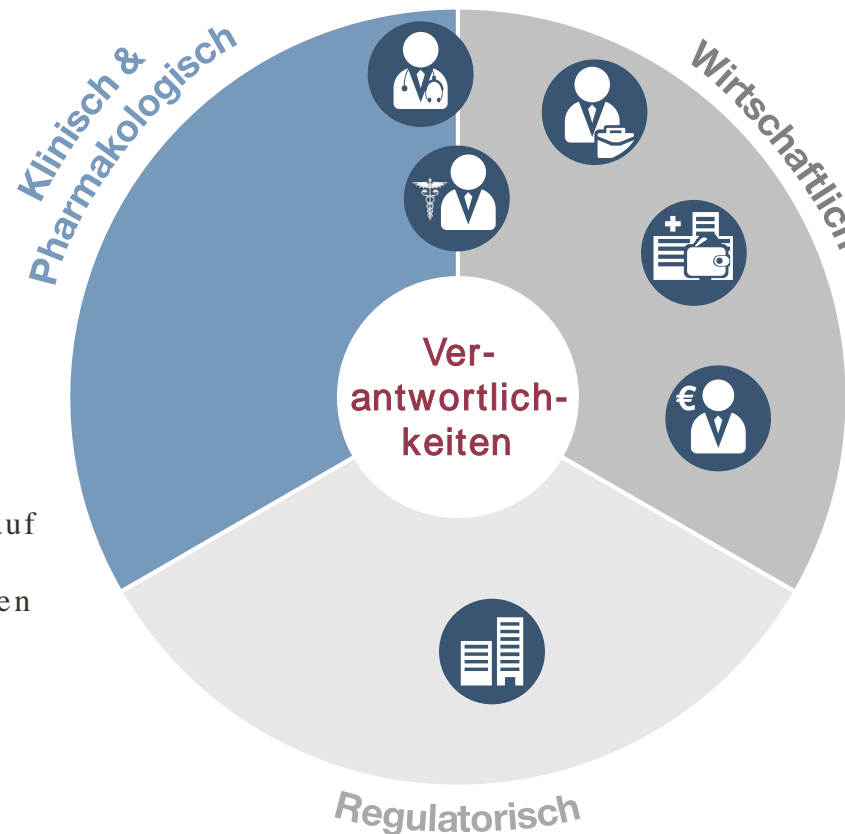 Klinisch &
Pharmakologisch
Wirtschaftlich
€
Ver-
antwortlich-
keiten
Regulatorisch